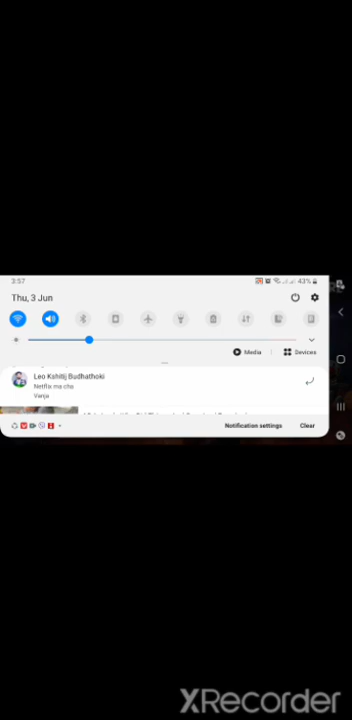 3:57
43%
Thu, 3 Jun
Media
Devices
Leo Kshitij Budhathoki
Netflix ma cha
Vanja
Notification settings
Clear
XRecorder